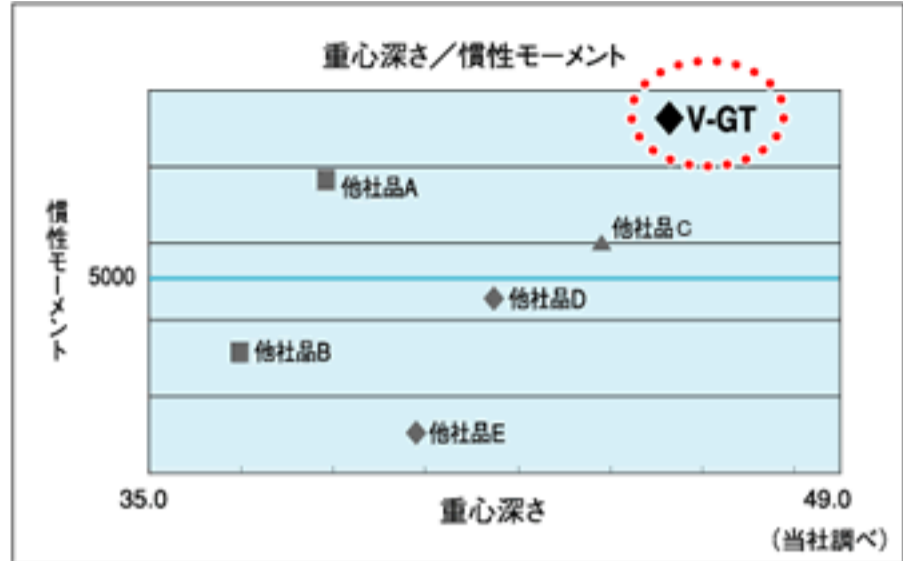 重心深さ／慣性モーメント
V-GT
他社品A
他社品C
慣性モーメント
5000
他社品D
他社品B
他社品E
35.0
重心深さ
49.0
(当社調べ)